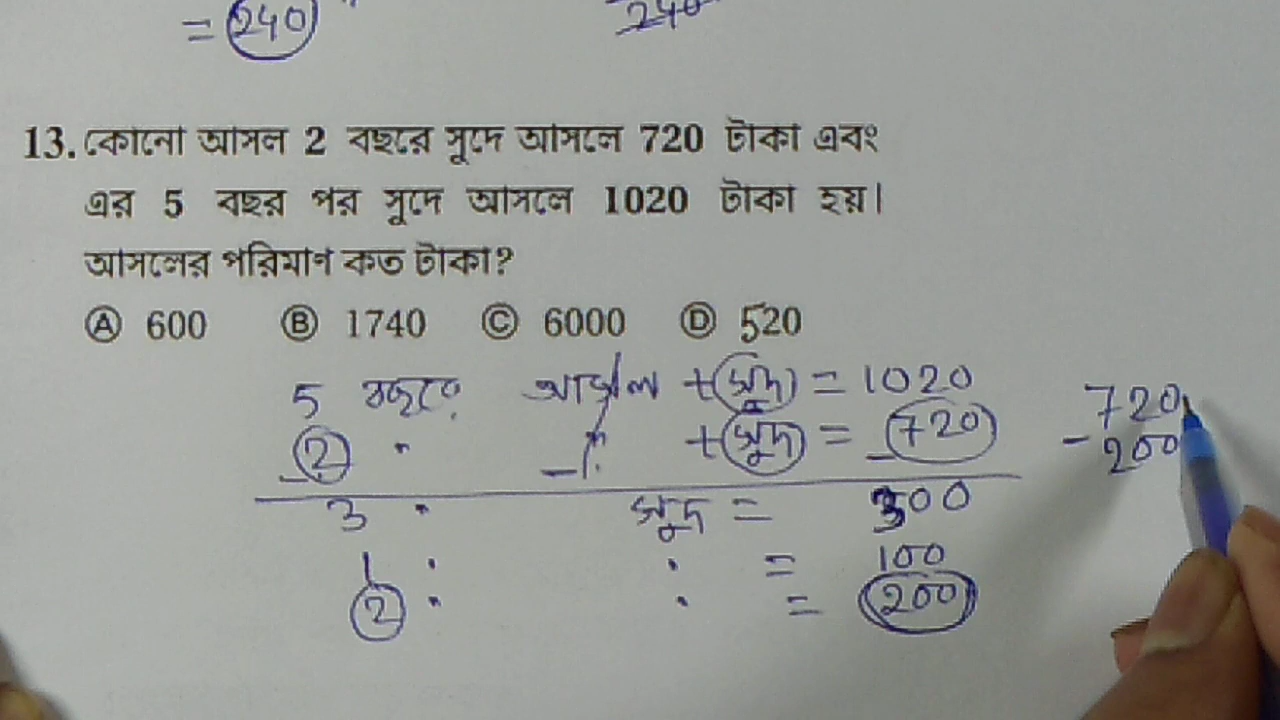 = 240
240
13. কোনো আসল 2 বছরে সুদে আসলে 720 টাকা এবং
এর 5 বছর পর সুদে আসলে 1020 টাকা হয়।
আসলের পরিমাণ কত টাকা?
Ⓐ 600 Ⓑ 1740 Ⓒ 6000 Ⓓ 520
5 বছরে আসল + সুদ = 1020
2 " " + সুদ = 720
3 " সুদ = 300
1 " " = 100
2 " " = 200
720
- 200